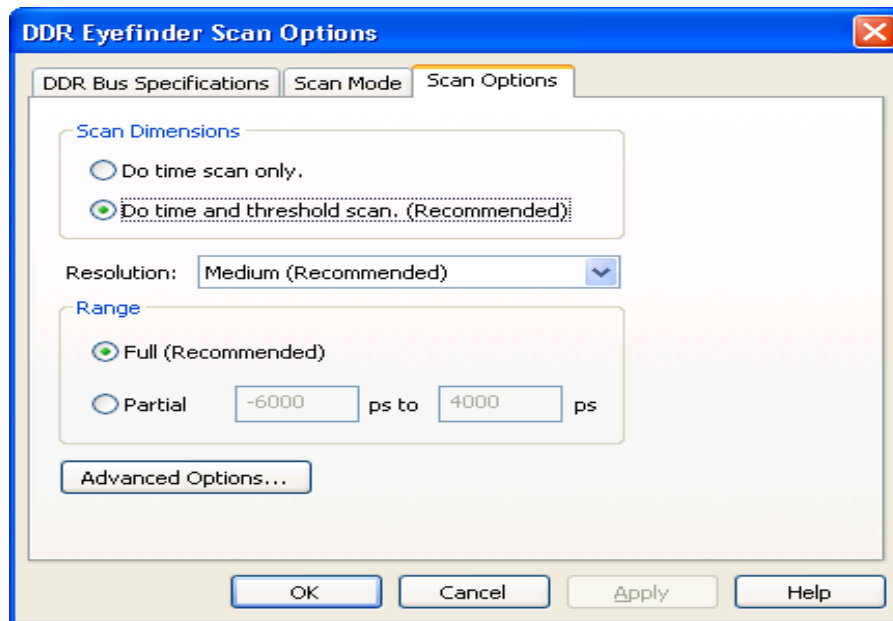 DDR Eyefinder Scan Options
DDR Bus Specifications Scan Mode Scan Options
Scan Dimensions
Do time scan only.
Do time and threshold scan. (Recommended)
Resolution: Medium (Recommended)
Range
Full (Recommended)
Partial -6000 ps to 4000 ps
Advanced Options...
OK Cancel Apply Help